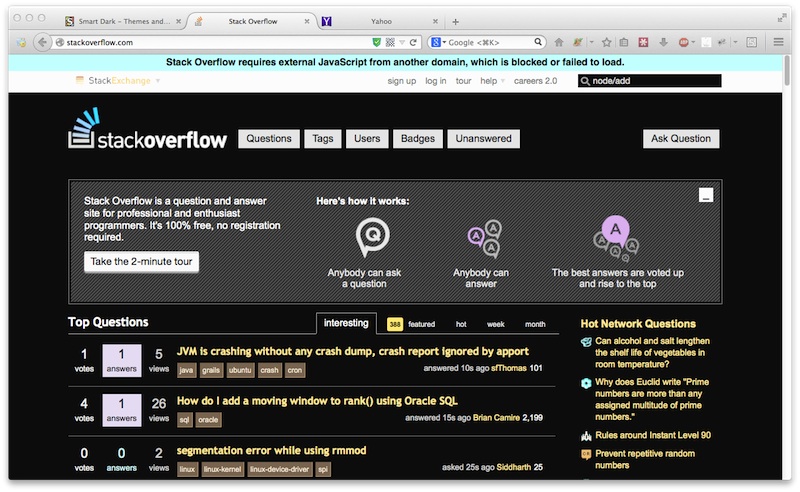 Smart Dark – Themes and...
Stack Overflow
Yahoo
stackoverflow.com
Google <⌘K>
Stack Overflow requires external JavaScript from another domain, which is blocked or failed to load.
StackExchange
sign up
log in
tour
help
careers 2.0
node/add
stackoverflow
Questions
Tags
Users
Badges
Unanswered
Ask Question
Stack Overflow is a question and answer
site for professional and enthusiast
programmers. It's 100% free, no registration
required.
Take the 2-minute tour
Here's how it works:
Q
Anybody can ask
a question
A
A
A
Anybody can
answer
A
A
A
A
A
The best answers are voted up
and rise to the top
Top Questions
interesting
388 featured
hot
week
month
1
votes
1
answers
5
views
JVM is crashing without any crash dump, crash report ignored by apport
java grails ubuntu crash cron
answered 10s ago sfThomas 101
4
votes
1
answers
26
views
How do I add a moving window to rank() using Oracle SQL
sql oracle
answered 15s ago Brian Camire 2,199
0
votes
0
answers
2
views
segmentation error while using rmmod
linux linux-kernel linux-device-driver spi
asked 25s ago Siddharth 25
Hot Network Questions
Can alcohol and salt lengthen
the shelf life of vegetables in
room temperature?
Why does Euclid write "Prime
numbers are more than any
assigned multitude of prime
numbers."
Rules around Instant Level 90
Prevent repetitive random
numbers